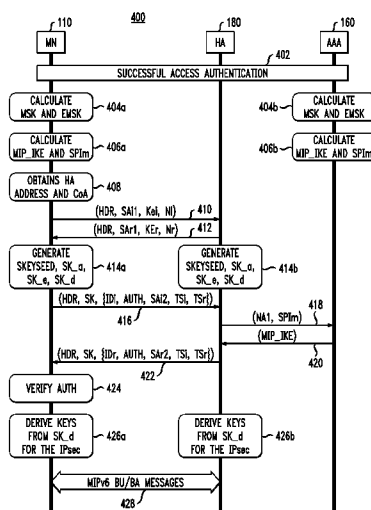 400
110
180
160
MN
HA
AAA
402
SUCCESSFUL ACCESS AUTHENTICATION
CALCULATE
MSK AND EMSK
404a
404b
CALCULATE
MSK AND EMSK
CALCULATE
MIP_IKE AND SPIm
406a
406b
CALCULATE
MIP_IKE AND SPIm
OBTAINS HA
ADDRESS AND CoA
408
(HDR, SAi1, Kei, Ni)
410
(HDR, SAr1, KEr, Nr)
412
GENERATE
SKEYSEED, SK_a,
SK_e, SK_d
414a
GENERATE
SKEYSEED, SK_a,
SK_e, SK_d
414b
(HDR, SK, {IDi, AUTH, SAi2, TSi, TSr}
416
(NA1, SPIm)
418
(MIP_IKE)
420
(HDR, SK, {IDr, AUTH, SAr2, TSi, TSr}
422
VERIFY AUTH
424
DERIVE KEYS
FROM SK_d
FOR THE IPsec
426a
DERIVE KEYS
FROM SK_d
FOR THE IPsec
426b
MIPv6 BU/BA MESSAGES
428